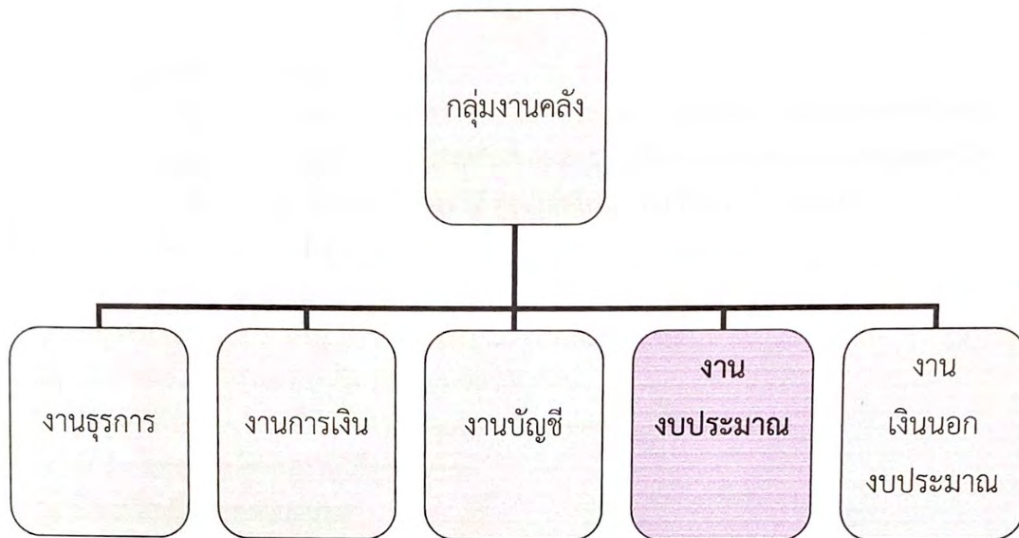 กลุ่มงานคลัง
งานธุรการ
งานการเงิน
งานบัญชี
งาน
งบประมาณ
งาน
เงินนอก
งบประมาณ